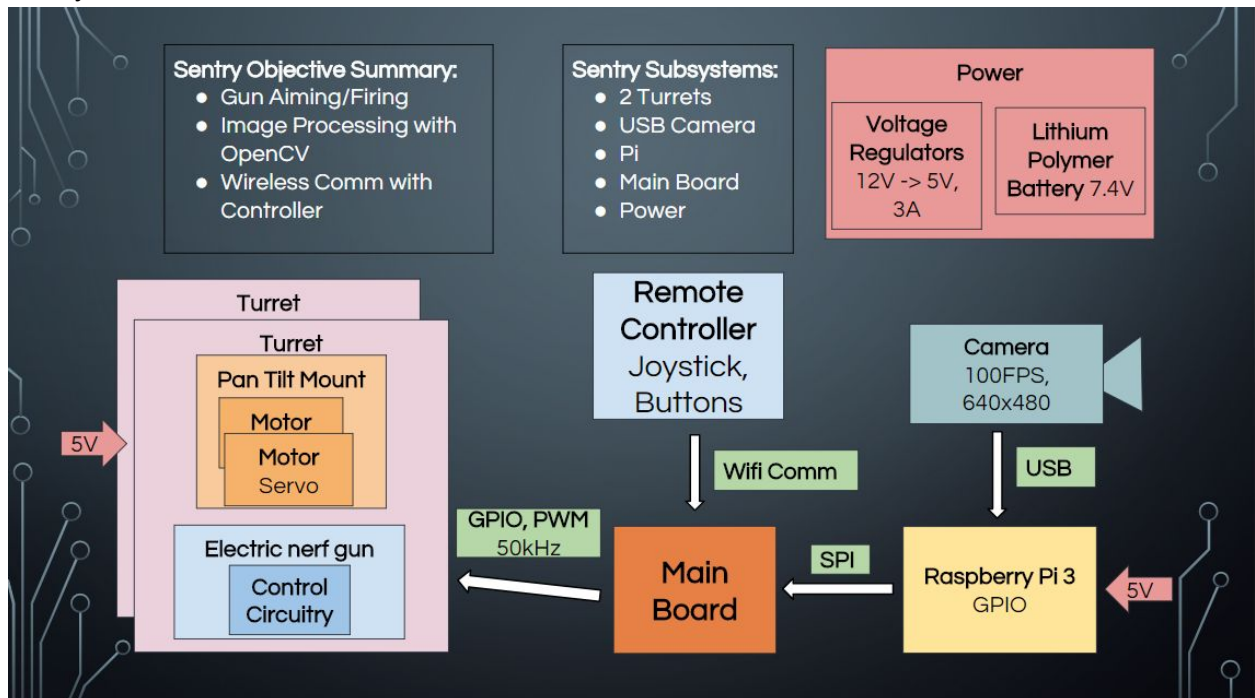 Sentry Objective Summary:
● Gun Aiming/Firing
● Image Processing with
OpenCV
● Wireless Comm with
Controller
Sentry Subsystems:
● 2 Turrets
● USB Camera
● Pi
● Main Board
● Power
Power
Voltage
Regulators
12V -> 5V,
3A
Lithium
Polymer
Battery 7.4V
Turret
Turret
Pan Tilt Mount
Motor
Motor
Servo
5V
Electric nerf gun
Control
Circuitry
Remote
Controller
Joystick,
Buttons
Camera
100FPS,
640x480
Wifi Comm
USB
GPIO, PWM
50kHz
Main
Board
SPI
Raspberry Pi 3
GPIO
5V